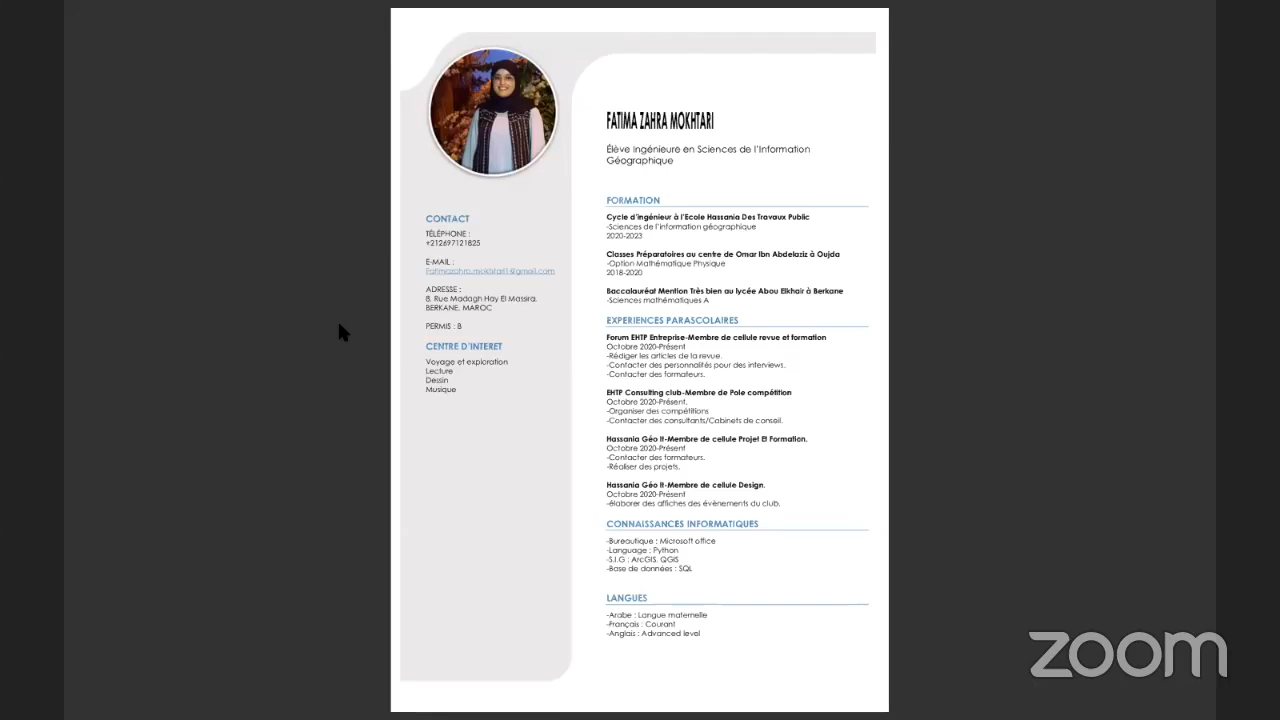 CONTACT
TÉLÉPHONE :
+212697121825
E-MAIL :
Fatimazahra.mokhtari1@gmail.com
ADRESSE :
8, Rue Madagh Hay El Massira,
BERKANE, MAROC
PERMIS : B
CENTRE D'INTERET
Voyage et exploration
Lecture
Dessin
Musique
FATIMA ZAHRA MOKHTARI
Élève Ingénieure en Sciences de l'Information
Géographique
FORMATION
Cycle d'ingénieur à l'Ecole Hassania Des Travaux Public
-Sciences de l'information géographique
2020-2023
Classes Préparatoires au centre de Omar Ibn Abdelaziz à Oujda
-Option Mathématique Physique
2018-2020
Baccalauréat Mention Très bien au lycée Abou Elkhair à Berkane
-Sciences mathématiques A
EXPERIENCES PARASCOLAIRES
Forum EHTP Entreprise-Membre de cellule revue et formation
Octobre 2020-Présent
-Rédiger les articles de la revue.
-Contacter des personnalités pour des interviews.
-Contacter des formateurs.
EHTP Consulting club-Membre de Pole compétition
Octobre 2020-Présent.
-Organiser des compétitions
-Contacter des consultants/Cabinets de conseil.
Hassania Géo It-Membre de cellule Projet Et Formation.
Octobre 2020-Présent
-Contacter des formateurs.
-Réaliser des projets.
Hassania Géo It-Membre de cellule Design.
Octobre 2020-Présent
-élaborer des affiches des évènements du club.
CONNAISSANCES INFORMATIQUES
-Bureautique : Microsoft office
-Language : Python
-S.I.G : ArcGIS, QGIS
-Base de données : SQL
LANGUES
-Arabe : Langue maternelle
-Français : Courant
-Anglais : Advanced level
zoom